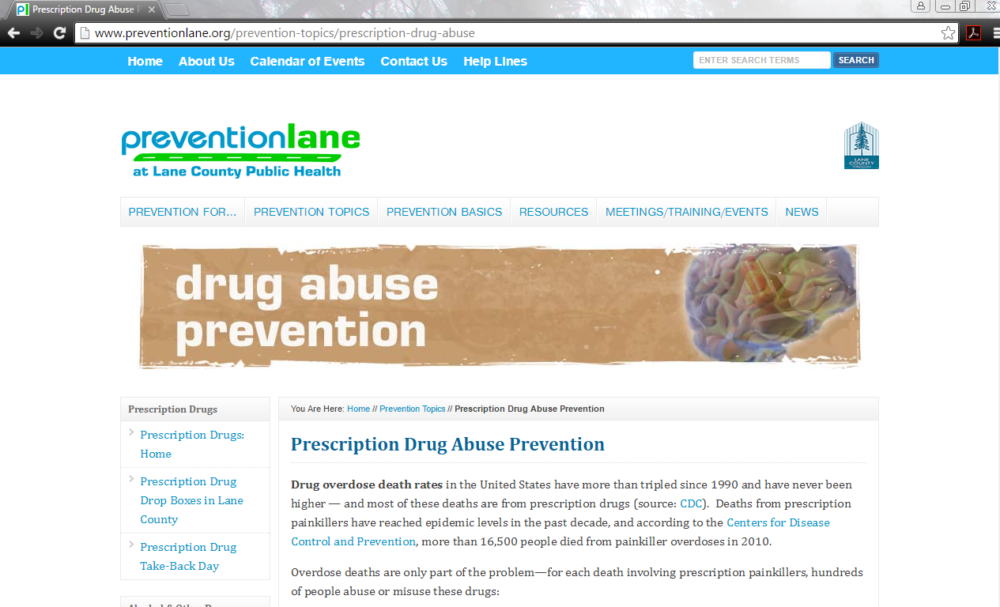 Prescription Drug Abuse P
www.preventionlane.org/prevention-topics/prescription-drug-abuse
Home About Us Calendar of Events Contact Us Help Lines ENTER SEARCH TERMS SEARCH
preventionlane
at Lane County Public Health
LANE
COUNTY
OREGON
PREVENTION FOR... PREVENTION TOPICS PREVENTION BASICS RESOURCES MEETINGS/TRAINING/EVENTS NEWS
drug abuse
prevention
Prescription Drugs
Prescription Drugs:
Home
Prescription Drug
Drop Boxes in Lane
County
Prescription Drug
Take-Back Day
You Are Here: Home // Prevention Topics // Prescription Drug Abuse Prevention
Prescription Drug Abuse Prevention
Drug overdose death rates in the United States have more than tripled since 1990 and have never been
higher — and most of these deaths are from prescription drugs (source: CDC).  Deaths from prescription
painkillers have reached epidemic levels in the past decade, and according to the Centers for Disease
Control and Prevention, more than 16,500 people died from painkiller overdoses in 2010.
Overdose deaths are only part of the problem—for each death involving prescription painkillers, hundreds
of people abuse or misuse these drugs: